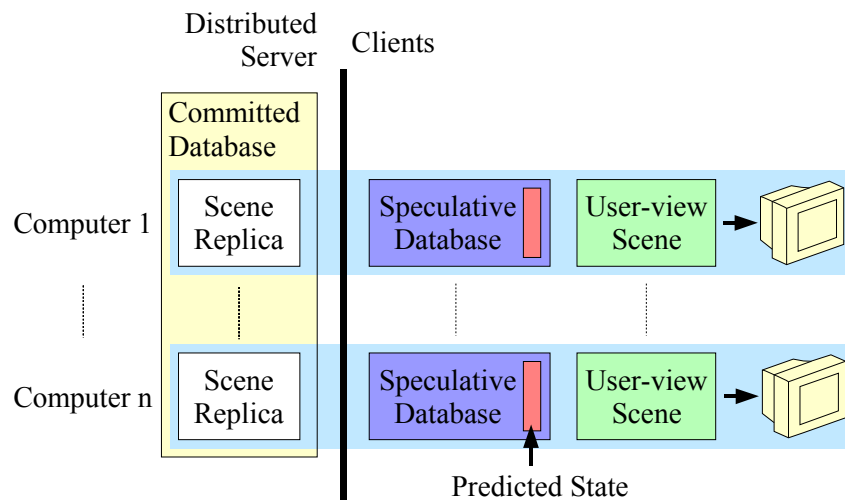 Distributed
Server
Clients
Committed
Database
Computer 1
Scene
Replica
Speculative
Database
User-view
Scene
Computer n
Scene
Replica
Speculative
Database
User-view
Scene
Predicted State